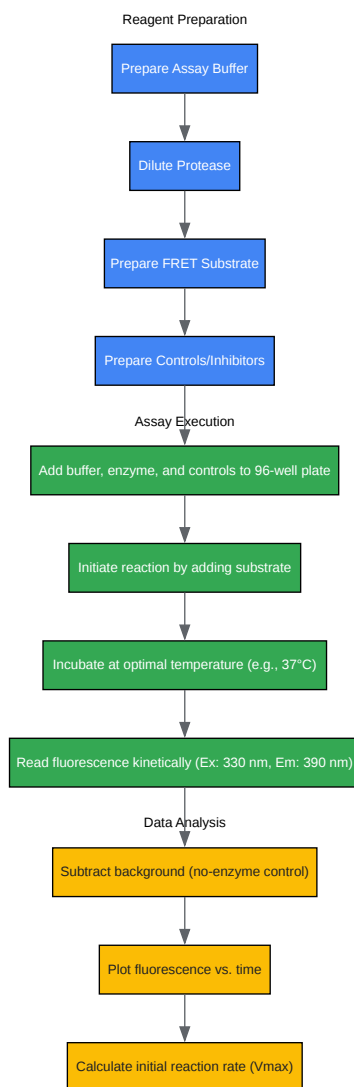 Reagent Preparation
Prepare Assay Buffer
Dilute Protease
Prepare FRET Substrate
Prepare Controls/Inhibitors
Assay Execution
Add buffer, enzyme, and controls to 96-well plate
Initiate reaction by adding substrate
Incubate at optimal temperature (e.g., 37°C)
Read fluorescence kinetically (Ex: 330 nm, Em: 390 nm)
Data Analysis
Subtract background (no-enzyme control)
Plot fluorescence vs. time
Calculate initial reaction rate (Vmax)